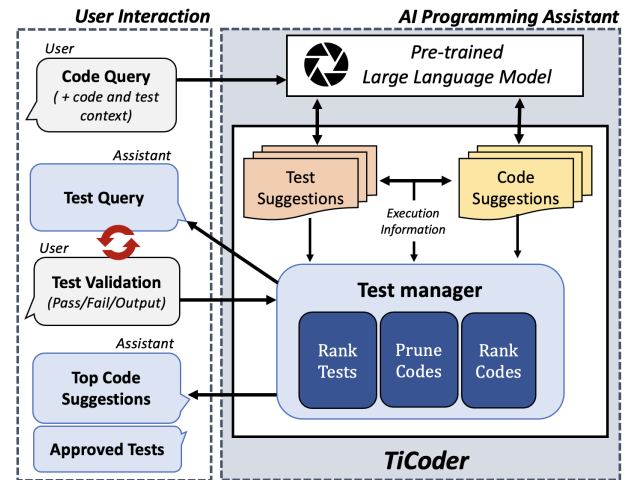 User Interaction
AI Programming Assistant
User
Code Query
( + code and test
context)
Pre-trained
Large Language Model
Assistant
Test Query
Test
Suggestions
Code
Suggestions
Execution
Information
User
Test Validation
(Pass/Fail/Output)
Test manager
Rank
Tests
Prune
Codes
Rank
Codes
Assistant
Top Code
Suggestions
Approved Tests
TiCoder